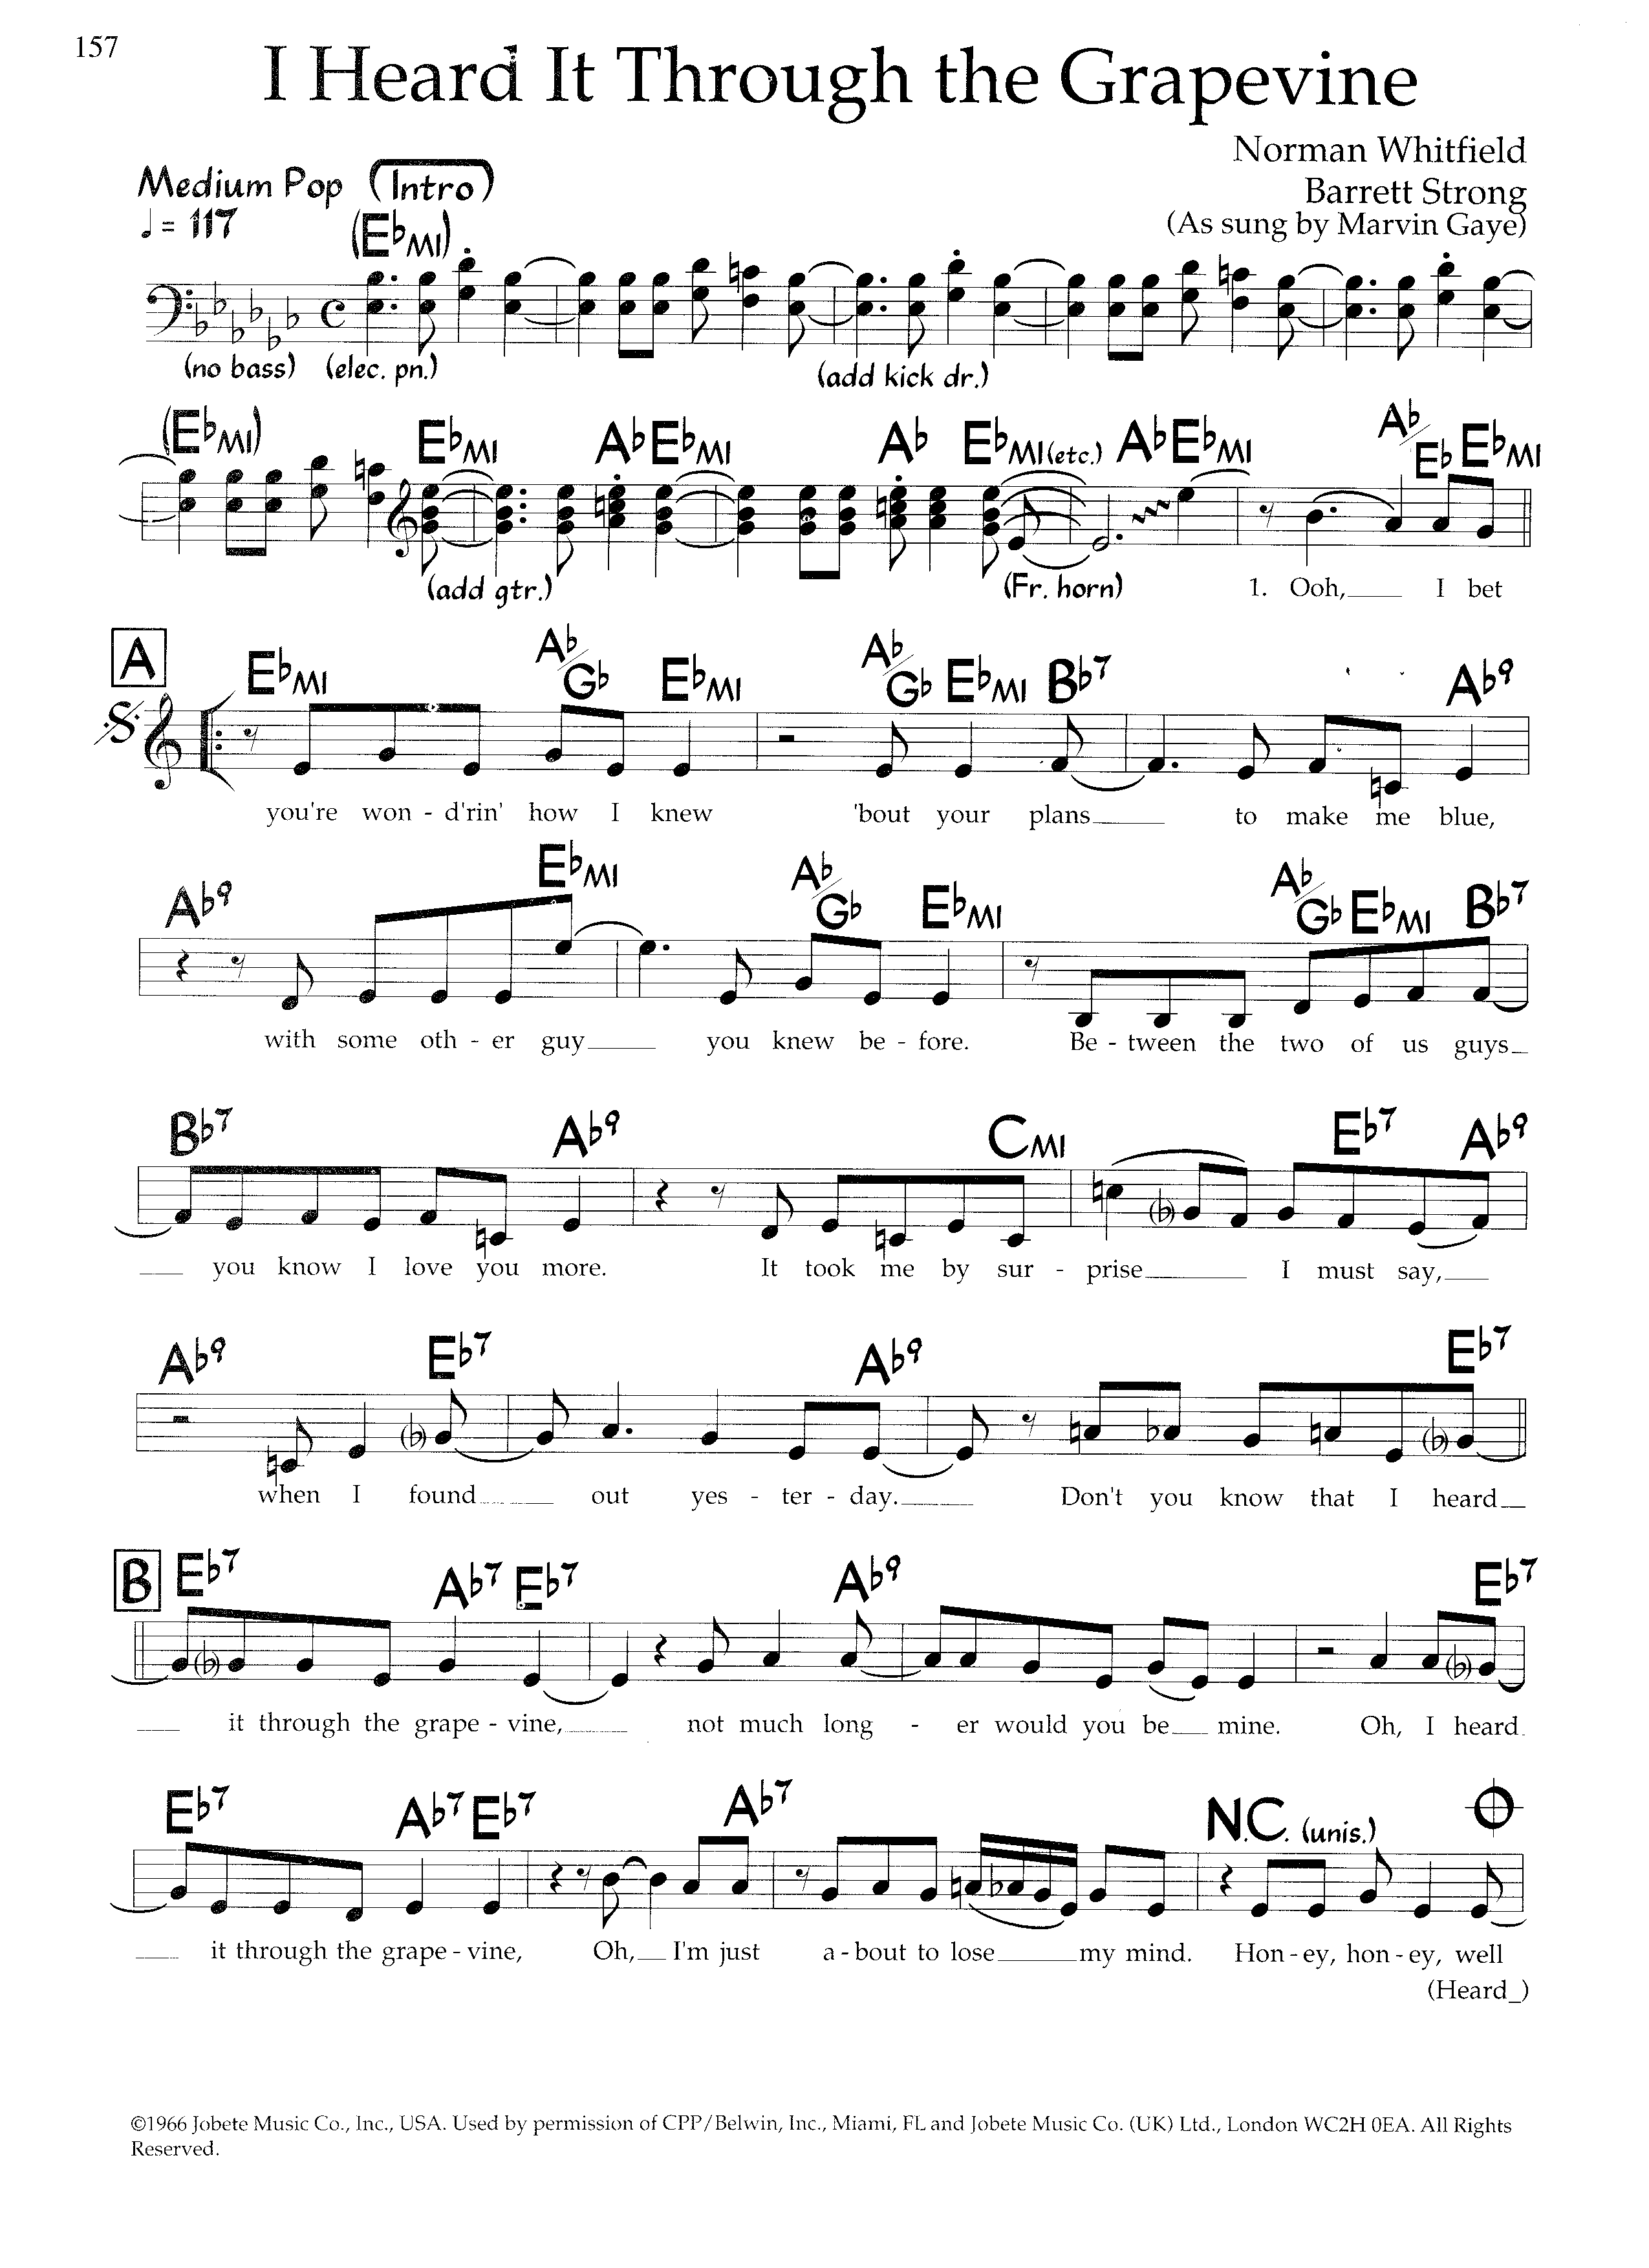 157
I Heard It Through the Grapevine
Norman Whitfield
Barrett Strong
(As sung by Marvin Gaye)
Medium Pop (Intro)
♩= 117
(E♭MI)
(no bass) (elec. pn.) (add kick dr.)
(E♭MI) E♭MI A♭ E♭MI A♭ E♭MI(etc.) A♭ E♭MI A♭/E♭ E♭MI
(add gtr.) (Fr. horn) 1. Ooh,__ I bet
A
E♭MI A♭/G♭ E♭MI A♭/G♭ E♭MI B♭7 A♭9
you're won - d'rin' how I knew 'bout your plans__ to make me blue,
A♭9 E♭MI A♭/G♭ E♭MI A♭/G♭ E♭MI B♭7
with some oth - er guy__ you knew be - fore. Be - tween the two of us guys_
B♭7 A♭9 CMI E♭7 A♭9
__ you know I love you more. It took me by sur - prise__ I must say,__
A♭9 E♭7 A♭9 E♭7
when I found__ out yes - ter - day.__ Don't you know that I heard_
B E♭7 A♭7 E♭7 A♭9 E♭7
__ it through the grape - vine,__ not much long - er would you be__ mine. Oh, I heard
E♭7 A♭7 E♭7 A♭7 N.C. (unis.)
__ it through the grape - vine, Oh,__ I'm just a - bout to lose__ my mind. Hon - ey, hon - ey, well
(Heard_)
©1966 Jobete Music Co., Inc., USA. Used by permission of CPP/Belwin, Inc., Miami, FL and Jobete Music Co. (UK) Ltd., London WC2H 0EA. All Rights
Reserved.